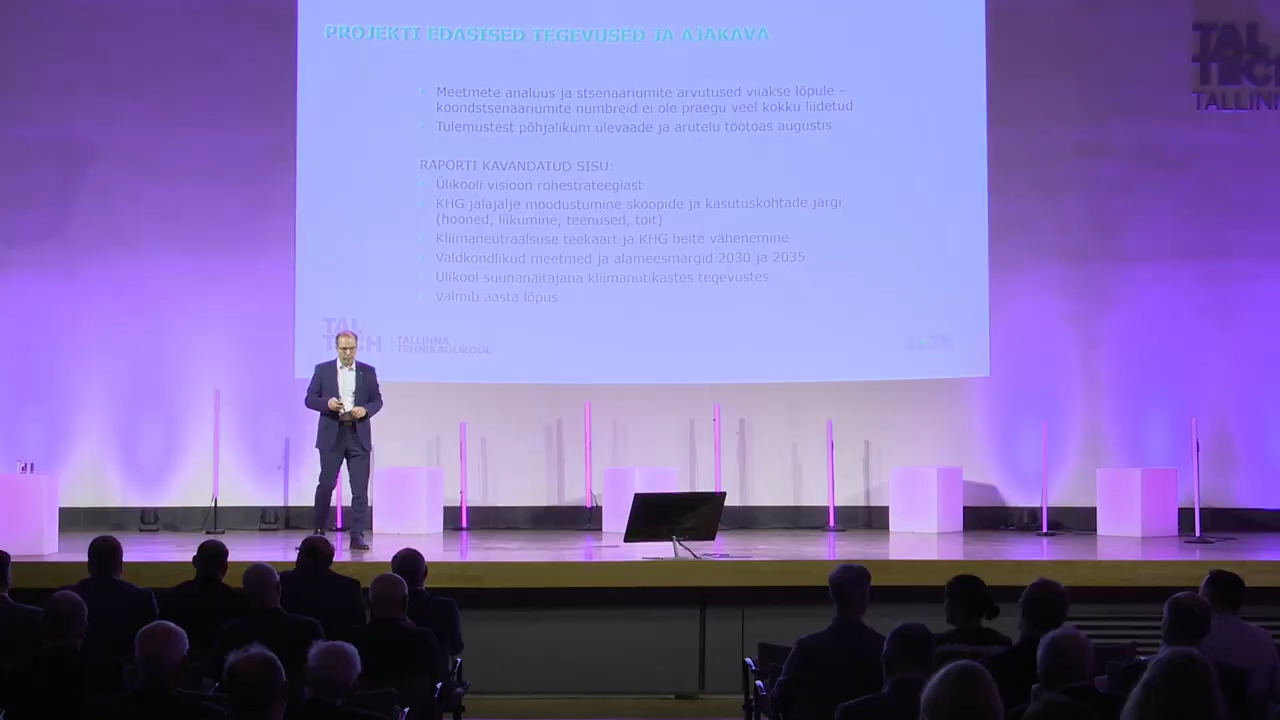 PROJEKTI EDASISED TEGEVUSED JA AJAKAVA
Meetmete analüüs ja stsenaariumite arvutused viiakse lõpule –
koondstsenaariumite numbreid ei ole praegu veel kokku liidetud
Tulemustest põhjalikum ülevaade ja arutelu töötoas augustis
RAPORTI KAVANDATUD SISU:
Ülikooli visioon rohestrateegiast
KHG jalajälje moodustumine skoopide ja kasutuskohtade järgi
(hooned, liikumine, teenused, toit)
Kliimaneutraalsuse teekaart ja KHG heite vähenemine
Valdkondlikud meetmed ja alameesmärgid 2030 ja 2035
Ülikool suunanäitajana kliimanutikastes tegevustes
Valmib aasta lõpus
TAL
TECH
TALLINNA
TEHNIKAÜLIKOOL
TAL
TECH
TALLINN